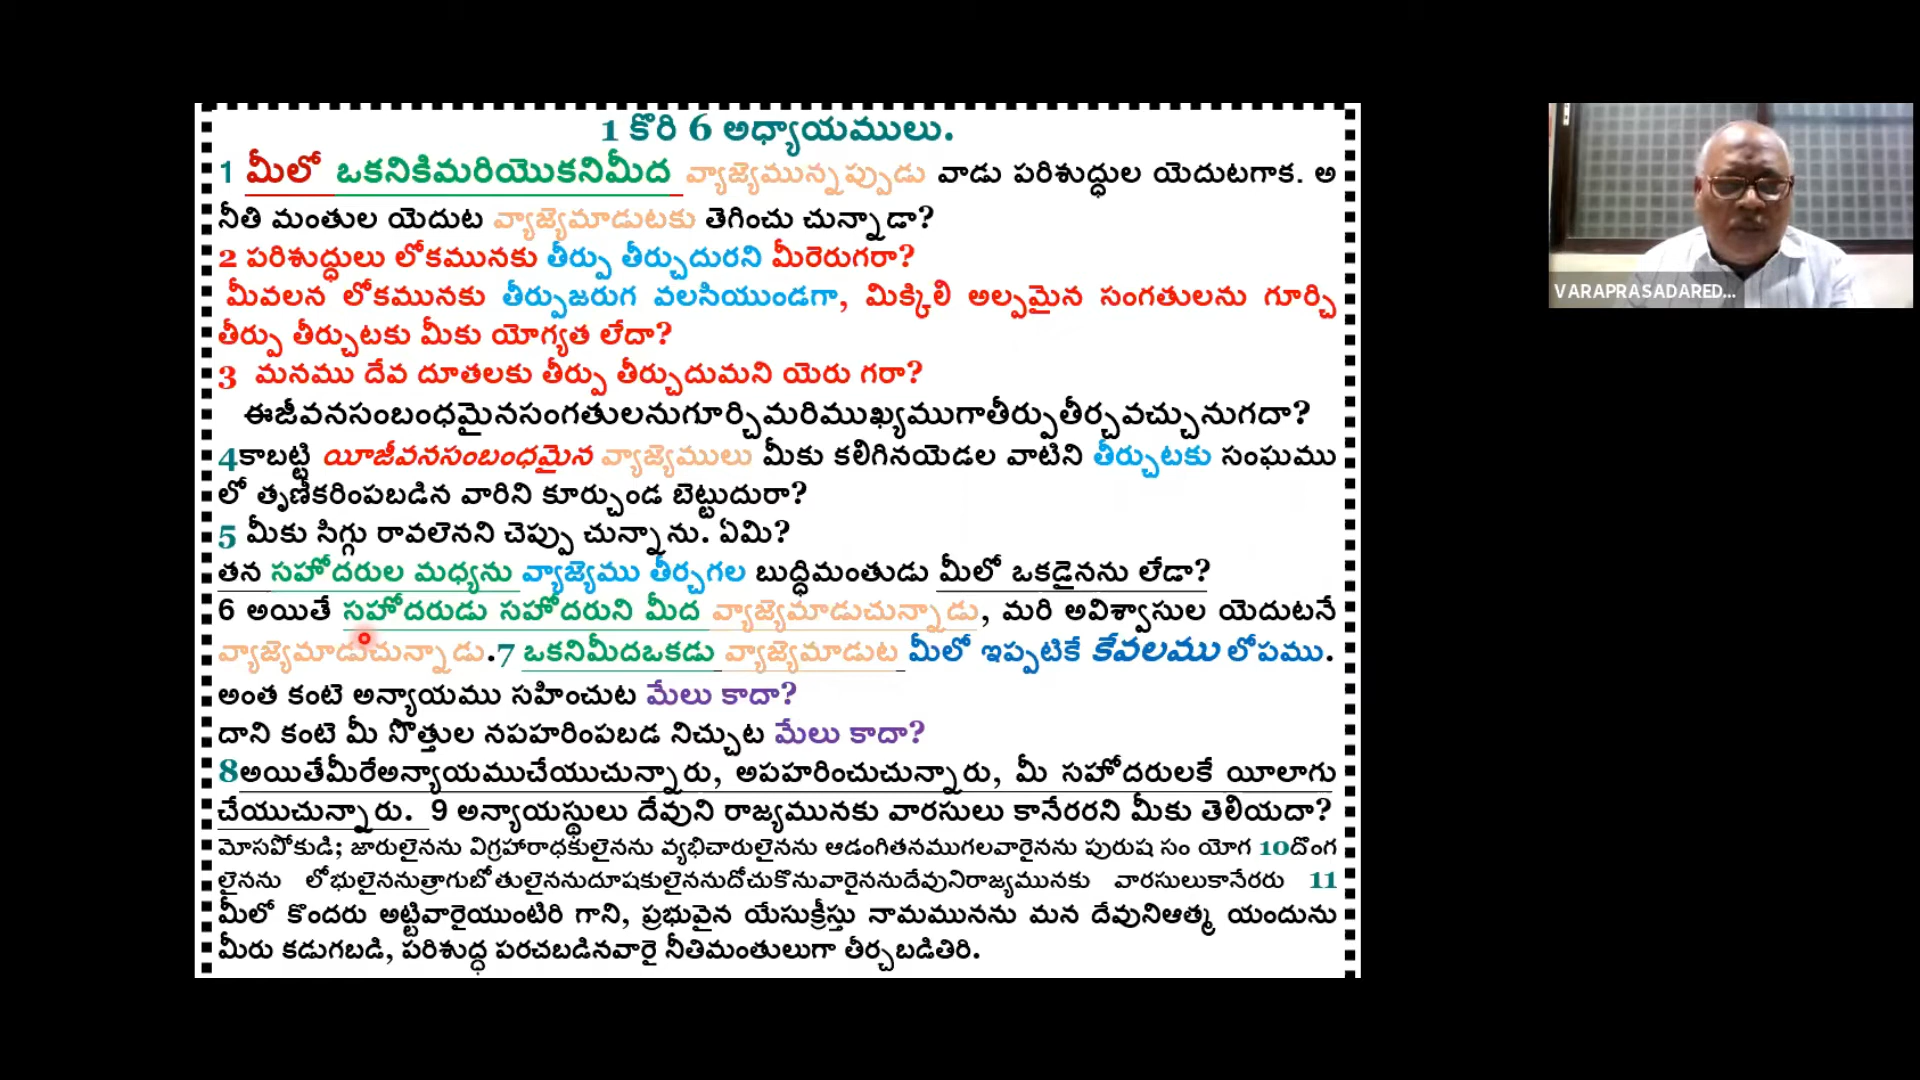 1 కొరి 6 అధ్యాయములు.
1 మీలో ఒకనికిమరియొకనిమీద వ్యాజ్యెమున్నప్పుడు వాడు పరిశుద్ధుల యెదుటగాక. అ
నీతి మంతుల యెదుట వ్యాజ్యెమాడుటకు తెగించు చున్నాడా?
2 పరిశుద్ధులు లోకమునకు తీర్పు తీర్చుదురని మీరెరుగరా?
మీవలన లోకమునకు తీర్పుజరుగ వలసియుండగా, మిక్కిలి అల్పమైన సంగతులను గూర్చి
తీర్పు తీర్చుటకు మీకు యోగ్యత లేదా?
3 మనము దేవ దూతలకు తీర్పు తీర్చుదుమని యెరు గరా?
ఈజీవనసంబంధమైనసంగతులనుగూర్చిమరిముఖ్యముగాతీర్పుతీర్చవచ్చునుగదా?
4కాబట్టి యీజీవనసంబంధమైన వ్యాజ్యెములు మీకు కలిగినయెడల వాటిని తీర్చుటకు సంఘము
లో తృణీకరింపబడిన వారిని కూర్చుండ బెట్టుదురా?
5 మీకు సిగ్గు రావలెనని చెప్పు చున్నాను. ఏమి?
తన సహోదరుల మధ్యను వ్యాజ్యెము తీర్చగల బుద్ధిమంతుడు మీలో ఒకడైనను లేడా?
6 అయితే సహోదరుడు సహోదరుని మీద వ్యాజ్యెమాడుచున్నాడు, మరి అవిశ్వాసుల యెదుటనే
వ్యాజ్యెమాడుచున్నాడు.7 ఒకనిమీదఒకడు వ్యాజ్యెమాడుట మీలో ఇప్పటికే కేవలము లోపము.
అంత కంటె అన్యాయము సహించుట మేలు కాదా?
దాని కంటె మీ సొత్తుల నపహరింపబడ నిచ్చుట మేలు కాదా?
8అయితేమీరేఅన్యాయముచేయుచున్నారు, అపహరించుచున్నారు, మీ సహోదరులకే యీలాగు
చేయుచున్నారు. 9 అన్యాయస్థులు దేవుని రాజ్యమునకు వారసులు కానేరరని మీకు తెలియదా?
మోసపోకుడి; జారులైనను విగ్రహారాధకులైనను వ్యభిచారులైనను ఆడంగితనముగలవారైనను పురుష సం యోగ 10దొంగ
లైనను లోభులైననుత్రాగుబోతులైననుదూషకులైననుదోచుకొనువారైననుదేవునిరాజ్యమునకు వారసులుకానేరరు 11
మీలో కొందరు అట్టివారైయుంటిరి గాని, ప్రభువైన యేసుక్రీస్తు నామమునను మన దేవునిఆత్మ యందును
మీరు కడుగబడి, పరిశుద్ధ పరచబడినవారై నీతిమంతులుగా తీర్చబడితిరి.
VARAPRASADARED...